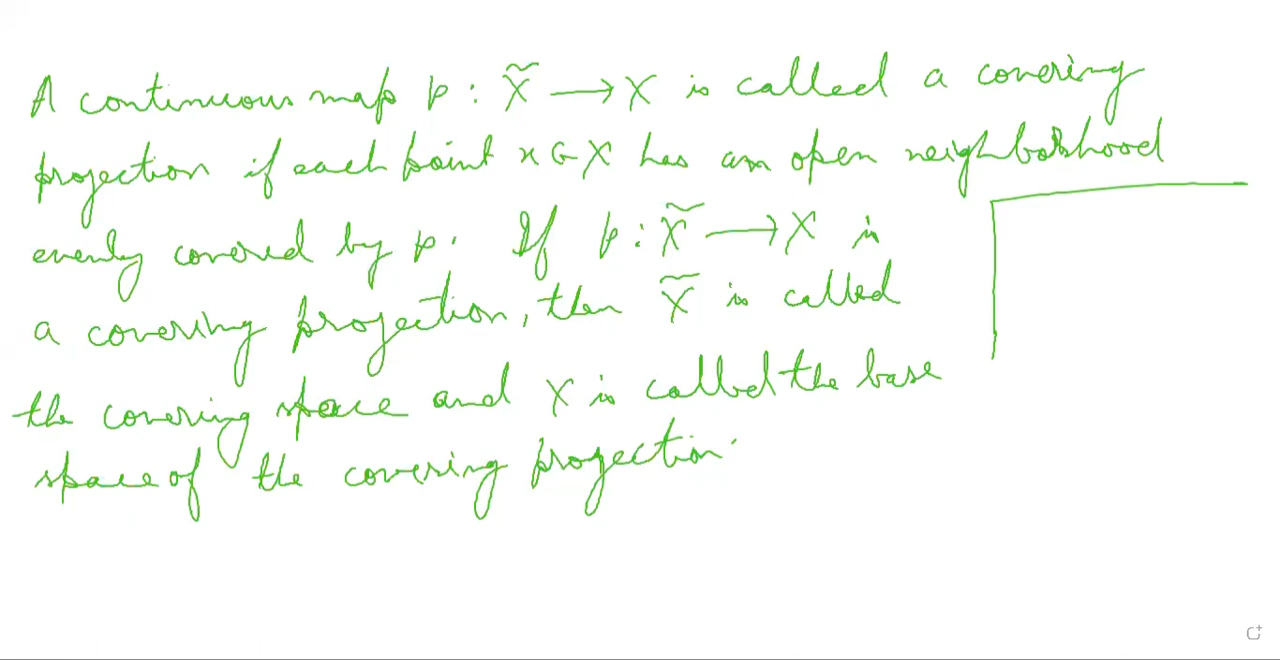 A continuous map p : X̃ → X is called a covering
projection if each point x ∈ X has an open neighborhood
evenly covered by p. If p : X̃ → X is
a covering projection, then X̃ is called
the covering space and X is called the base
space of the covering projection.